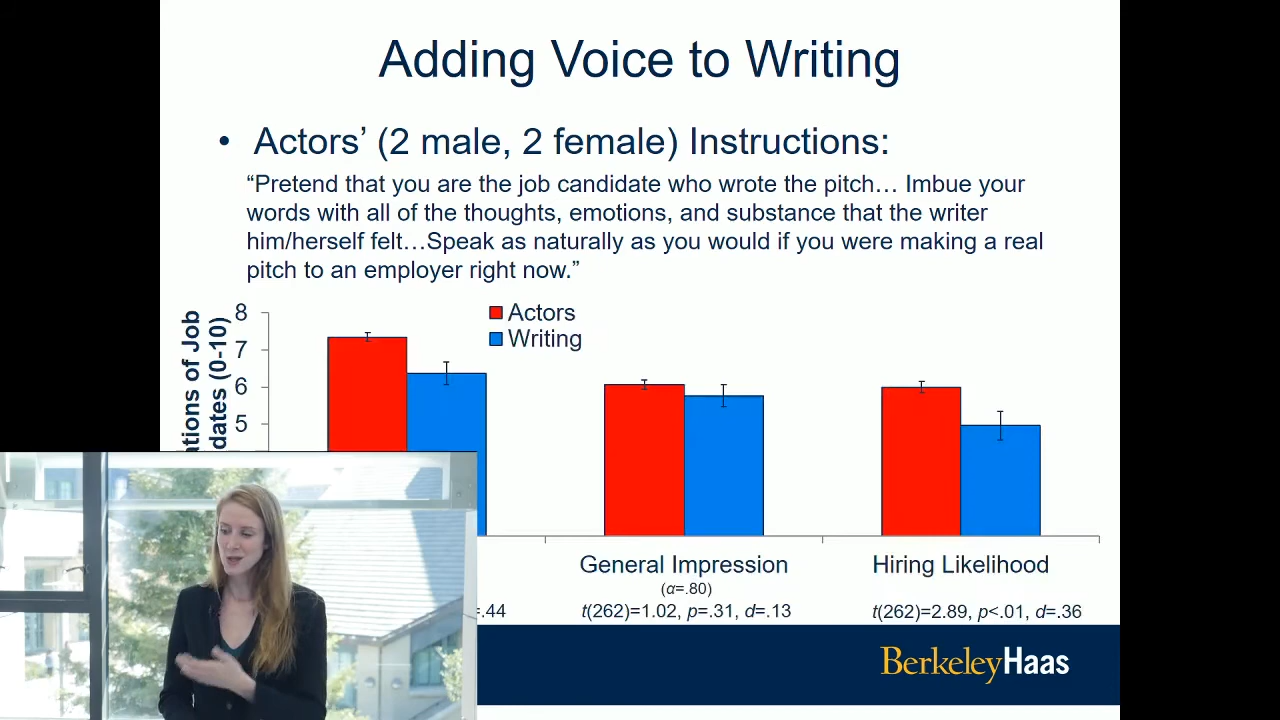 Adding Voice to Writing
• Actors’ (2 male, 2 female) Instructions:
“Pretend that you are the job candidate who wrote the pitch… Imbue your
words with all of the thoughts, emotions, and substance that the writer
him/herself felt…Speak as naturally as you would if you were making a real
pitch to an employer right now.”
8
7
6
5
(0-10)
of Job
Actors
Writing
General Impression
Hiring Likelihood
(α=.80)
.44
t(262)=1.02, p=.31, d=.13
t(262)=2.89, p<.01, d=.36
BerkeleyHaas